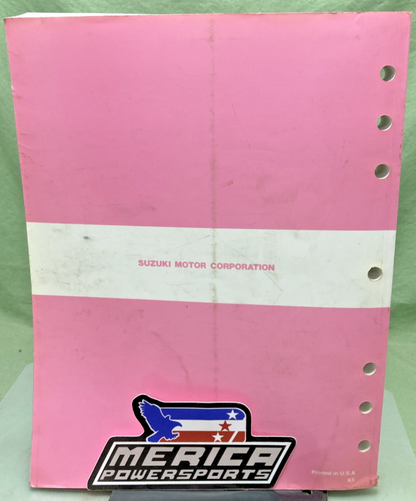 SUZUKI MOTOR CORPORATION
MERICA
POWERSPORTS
Printed in U.S.A